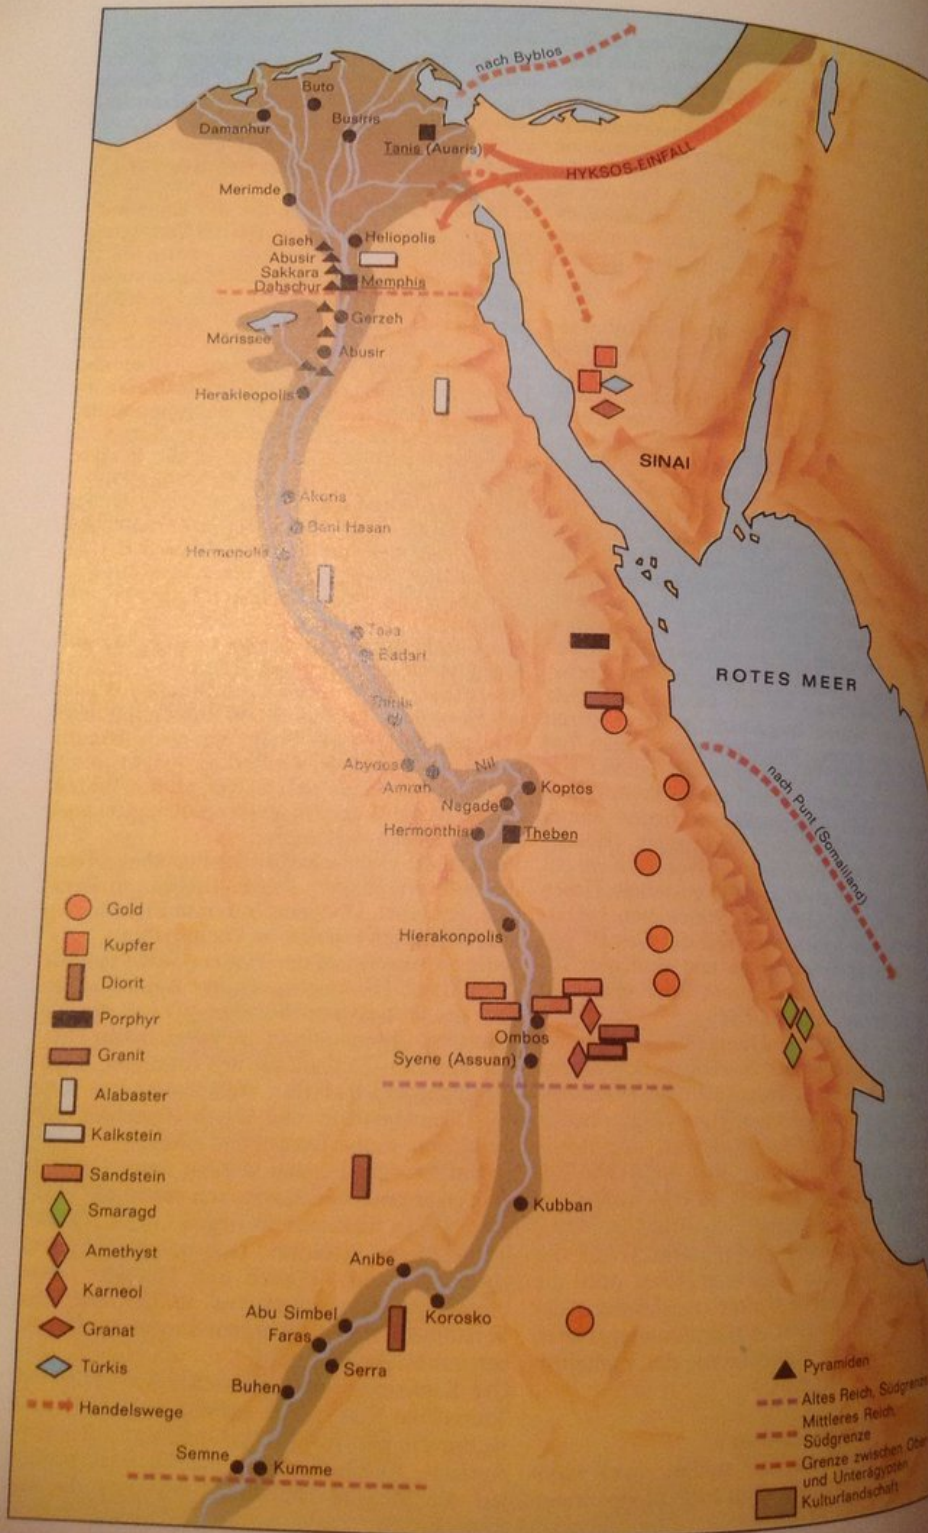 nach Byblos
Buto
Damanhur
Busiris
Tanis (Auaris)
HYKSOS-EINFALL
Merimde
Giseh
Heliopolis
Abusir
Sakkara
Dahschur
Memphis
Gerzeh
Mörissee
Abusir
Herakleopolis
SINAI
Akoris
Beni Hasan
Hermopolis
Tasa
Badari
ROTES MEER
Thinis
Abydos
Amrah
Nil
Koptos
Nagade
Hermonthis
Theben
nach Punt (Somaliland)
Hierakonpolis
Ombos
Syene (Assuan)
Kubban
Anibe
Korosko
Abu Simbel
Faras
Serra
Buhen
Semne
Kumme
Gold
Kupfer
Diorit
Porphyr
Granit
Alabaster
Kalkstein
Sandstein
Smaragd
Amethyst
Karneol
Granat
Türkis
Handelswege
Pyramiden
Altes Reich, Südgrenze
Mittleres Reich,
Südgrenze
Grenze zwischen Ober
und Unterägypten
Kulturlandschaft